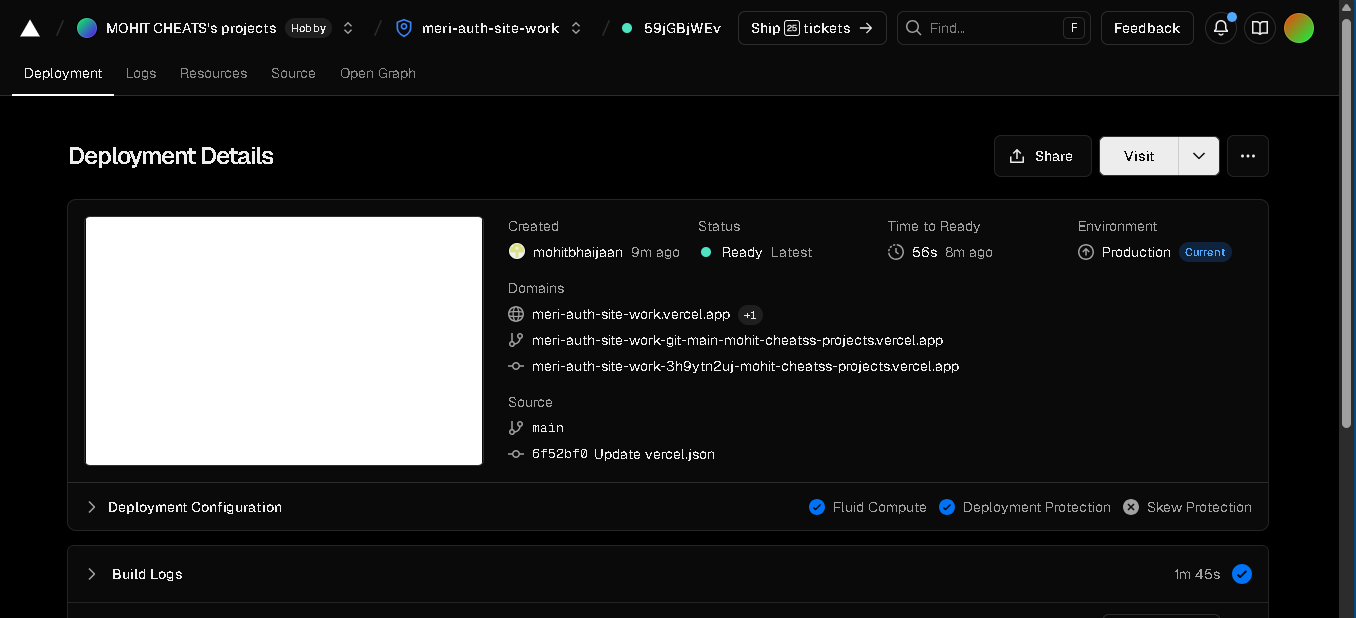 MOHIT CHEATS's projects Hobby meri-auth-site-work 59jGBjWEv Ship 25 tickets → Find... F Feedback
Deployment Logs Resources Source Open Graph
Deployment Details Share Visit
Created Status Time to Ready Environment
mohitbhaijaan 9m ago Ready Latest 56s 8m ago Production Current
Domains
meri-auth-site-work.vercel.app +1
meri-auth-site-work-git-main-mohit-cheatss-projects.vercel.app
meri-auth-site-work-3h9ytn2uj-mohit-cheatss-projects.vercel.app
Source
main
6f52bf0 Update vercel.json
Deployment Configuration Fluid Compute Deployment Protection Skew Protection
Build Logs 1m 45s